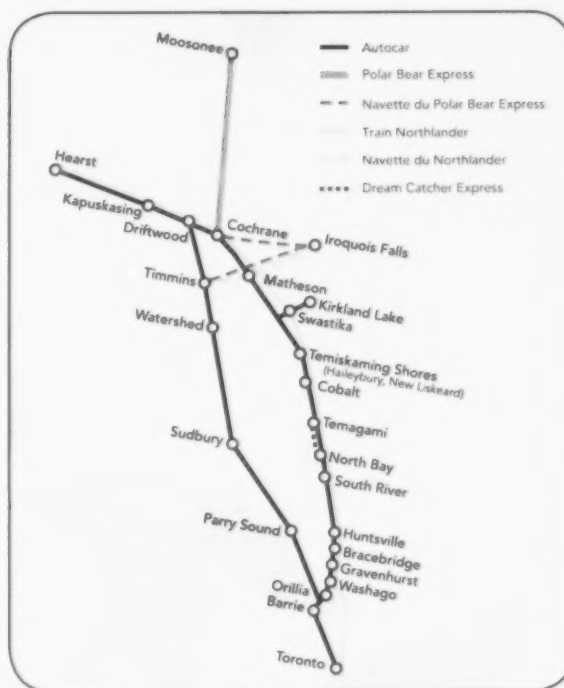 Moosonee
Autocar
Polar Bear Express
Navette du Polar Bear Express
Train Northlander
Navette du Northlander
Dream Catcher Express
Hearst
Kapuskasing
Driftwood
Cochrane
Iroquois Falls
Timmins
Matheson
Kirkland Lake
Swastika
Watershed
Temiskaming Shores
(Haileybury, New Liskeard)
Cobalt
Temagami
Sudbury
North Bay
South River
Parry Sound
Huntsville
Bracebridge
Gravenhurst
Orillia
Washago
Barrie
Toronto